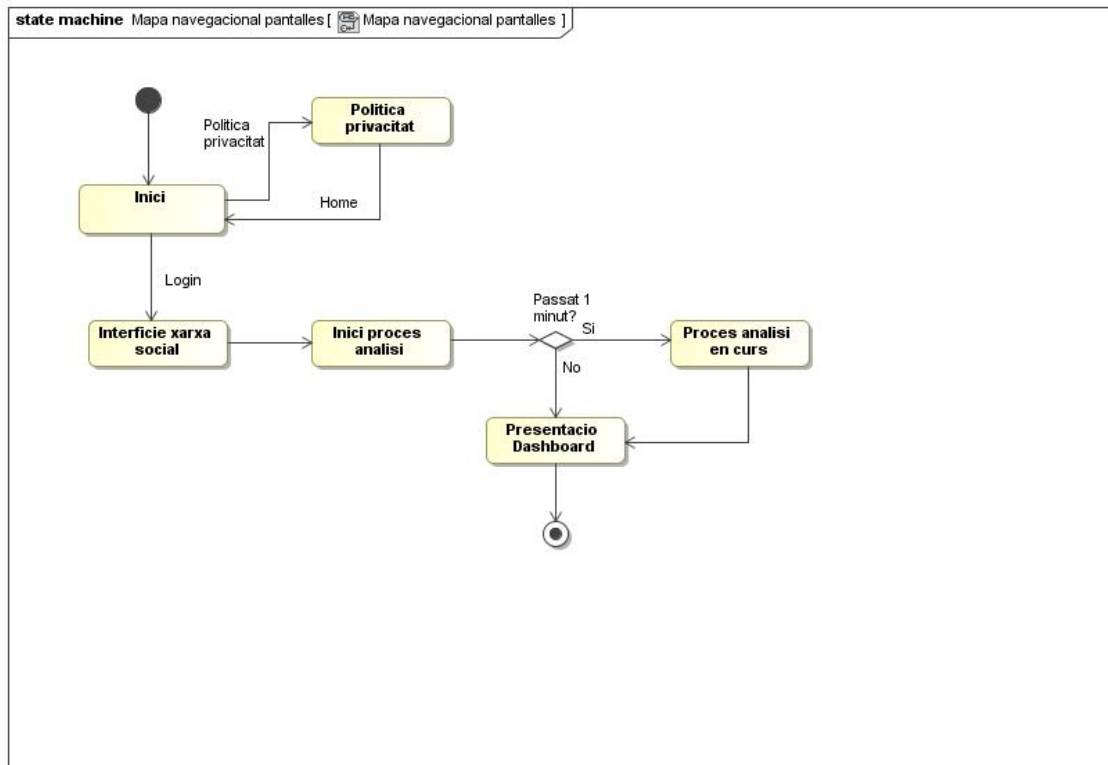 state machine Mapa navegacional pantalles [ Mapa navegacional pantalles ]
Politica
privacitat
Politica
privacitat
Inici
Home
Login
Interficie xarxa
social
Inici proces
analisi
Passat 1
minut?
Si
Proces analisi
en curs
No
Presentacio
Dashboard